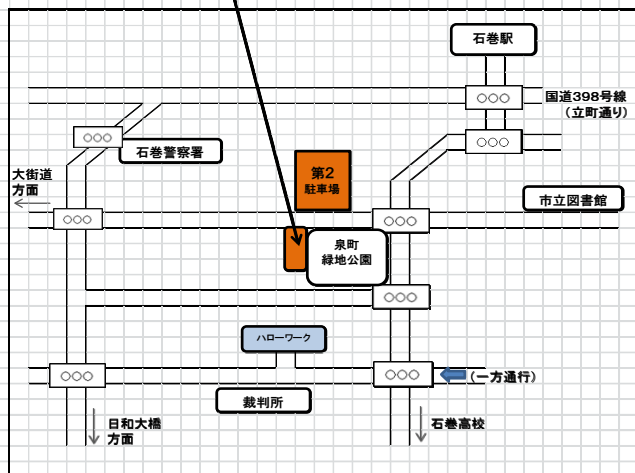 石巻駅
○○○
国道398号線
(立町通り)
○○○
○○○
石巻警察署
大街道
方面
第2
駐車場
市立図書館
○○○
○○○
泉町
緑地公園
○○○
ハローワーク
○○○
○○○
(一方通行)
裁判所
日和大橋
方面
石巻高校